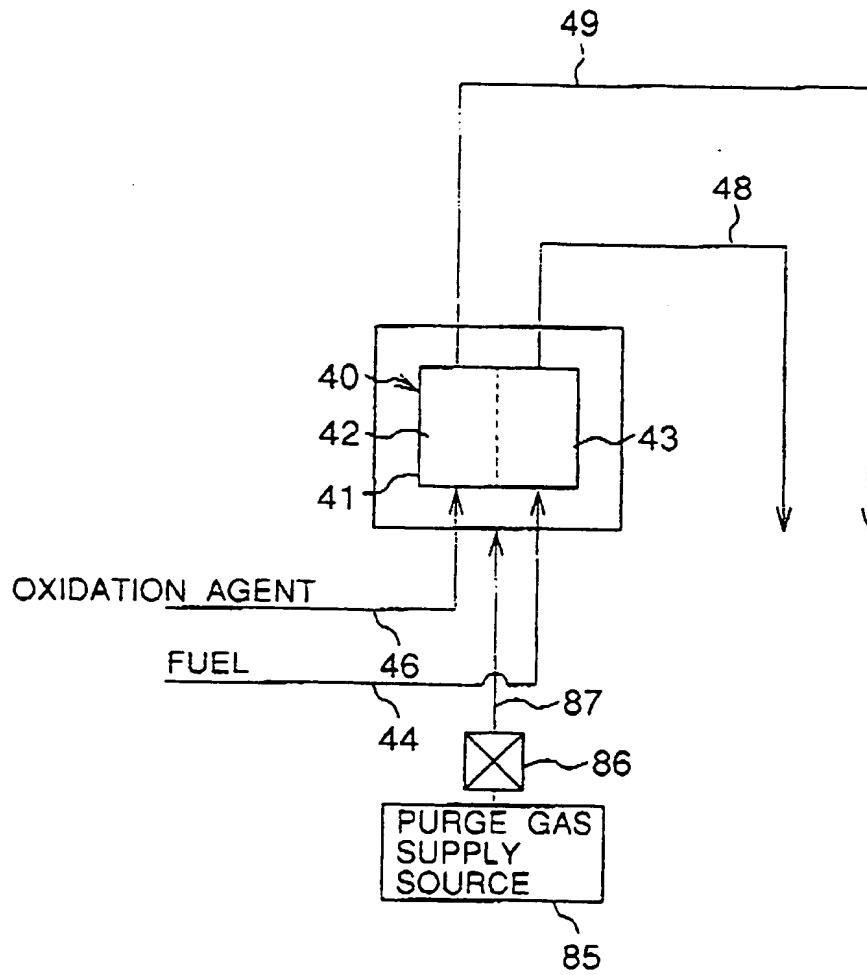 49
48
40
42
43
41
OXIDATION AGENT
46
FUEL
44
87
86
PURGE GAS
SUPPLY
SOURCE
85